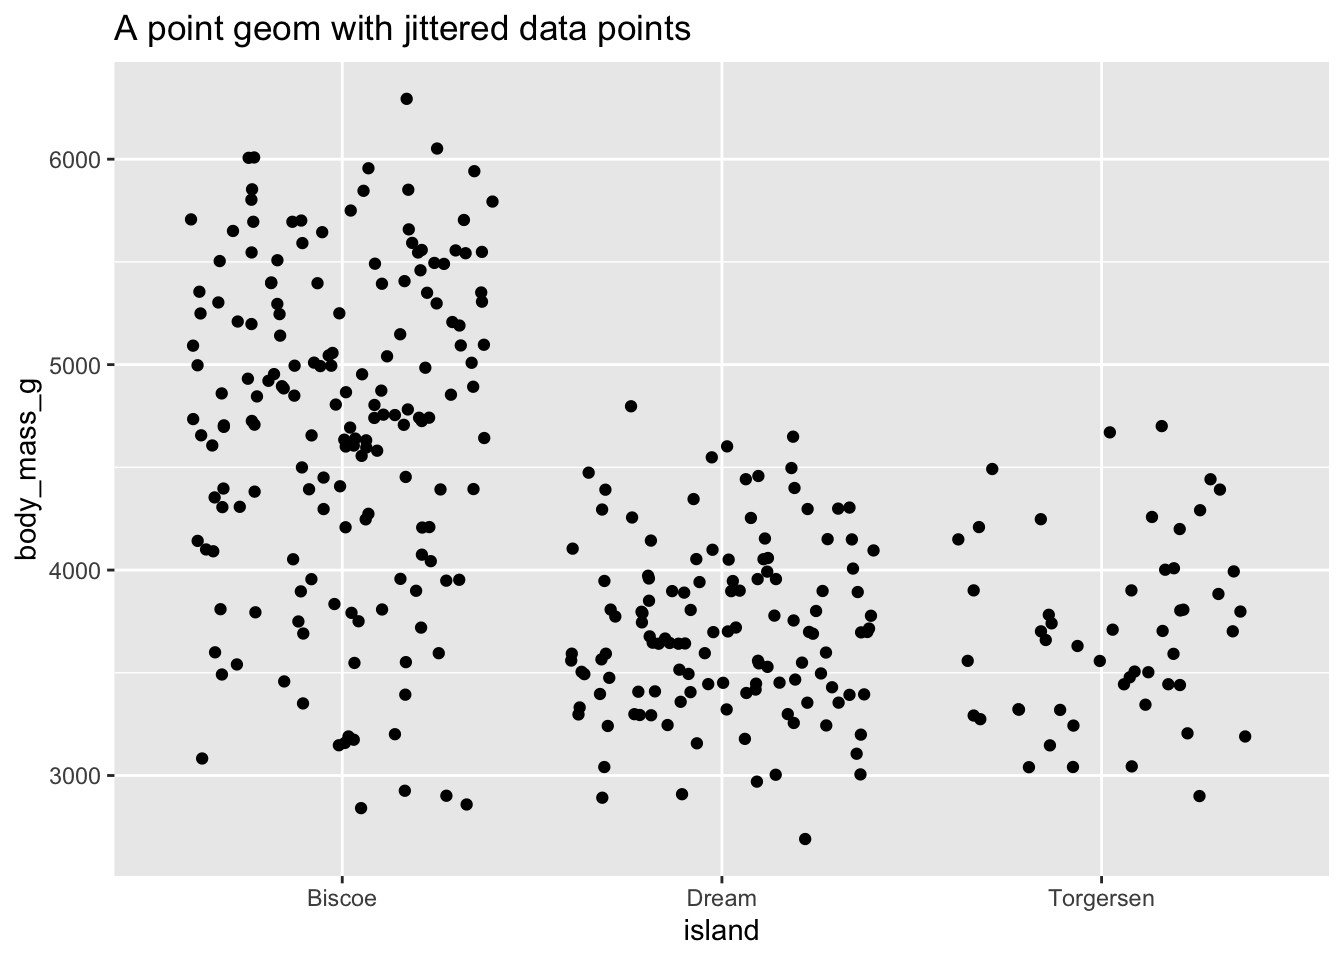 A point geom with jittered data points
body_mass_g
6000
5000
4000
3000
Biscoe
Dream
Torgersen
island